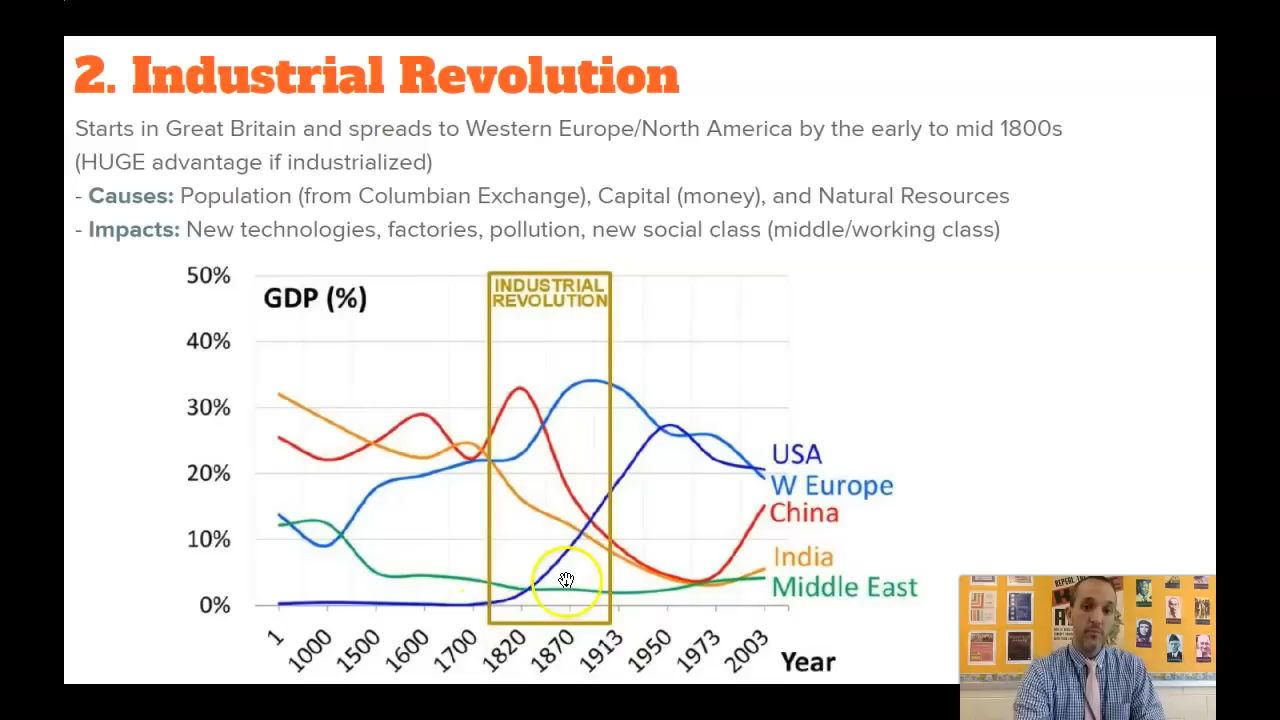 2. Industrial Revolution
Starts in Great Britain and spreads to Western Europe/North America by the early to mid 1800s
(HUGE advantage if industrialized)
- Causes: Population (from Columbian Exchange), Capital (money), and Natural Resources
- Impacts: New technologies, factories, pollution, new social class (middle/working class)
50%
GDP (%)
INDUSTRIAL
REVOLUTION
40%
30%
20%
10%
0%
USA
W Europe
China
India
Middle East
1 1000 1500 1600 1700 1820 1870 1913 1950 1973 2003
Year
REPEAL THE